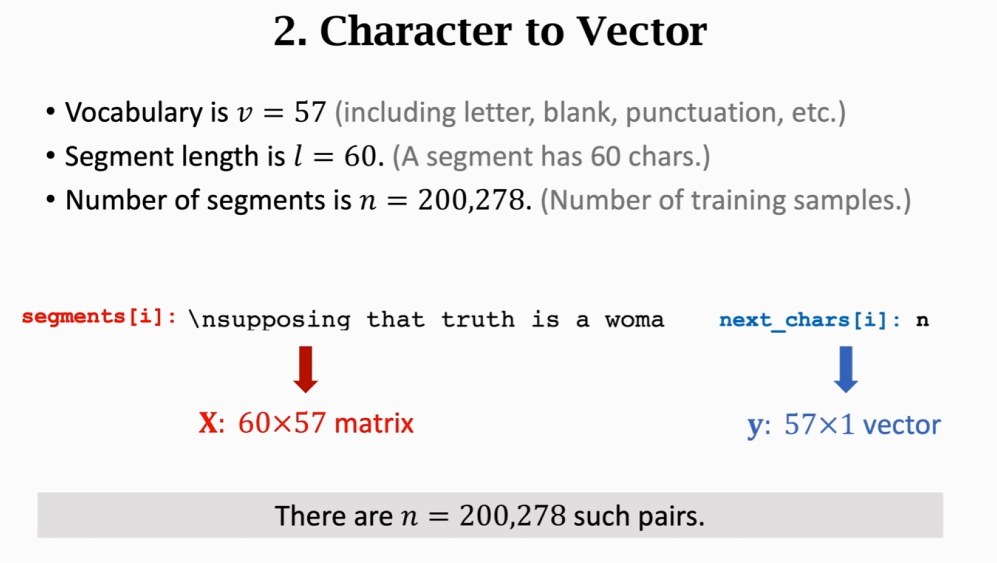 2. Character to Vector
• Vocabulary is v = 57 (including letter, blank, punctuation, etc.)
• Segment length is l = 60. (A segment has 60 chars.)
• Number of segments is n = 200,278. (Number of training samples.)
segments[i]: \nsupposing that truth is a woma next_chars[i]: n
X: 60×57 matrix y: 57×1 vector
There are n = 200,278 such pairs.